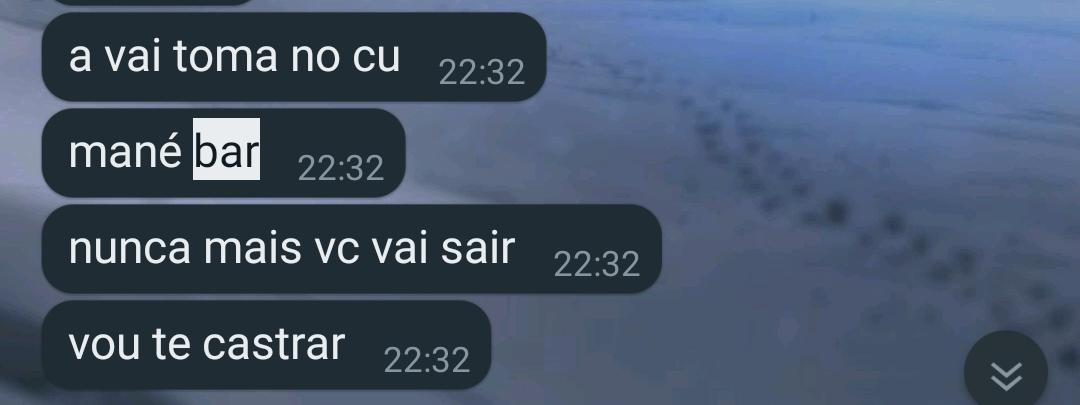 a vai toma no cu 22:32
mané bar 22:32
nunca mais vc vai sair 22:32
vou te castrar 22:32